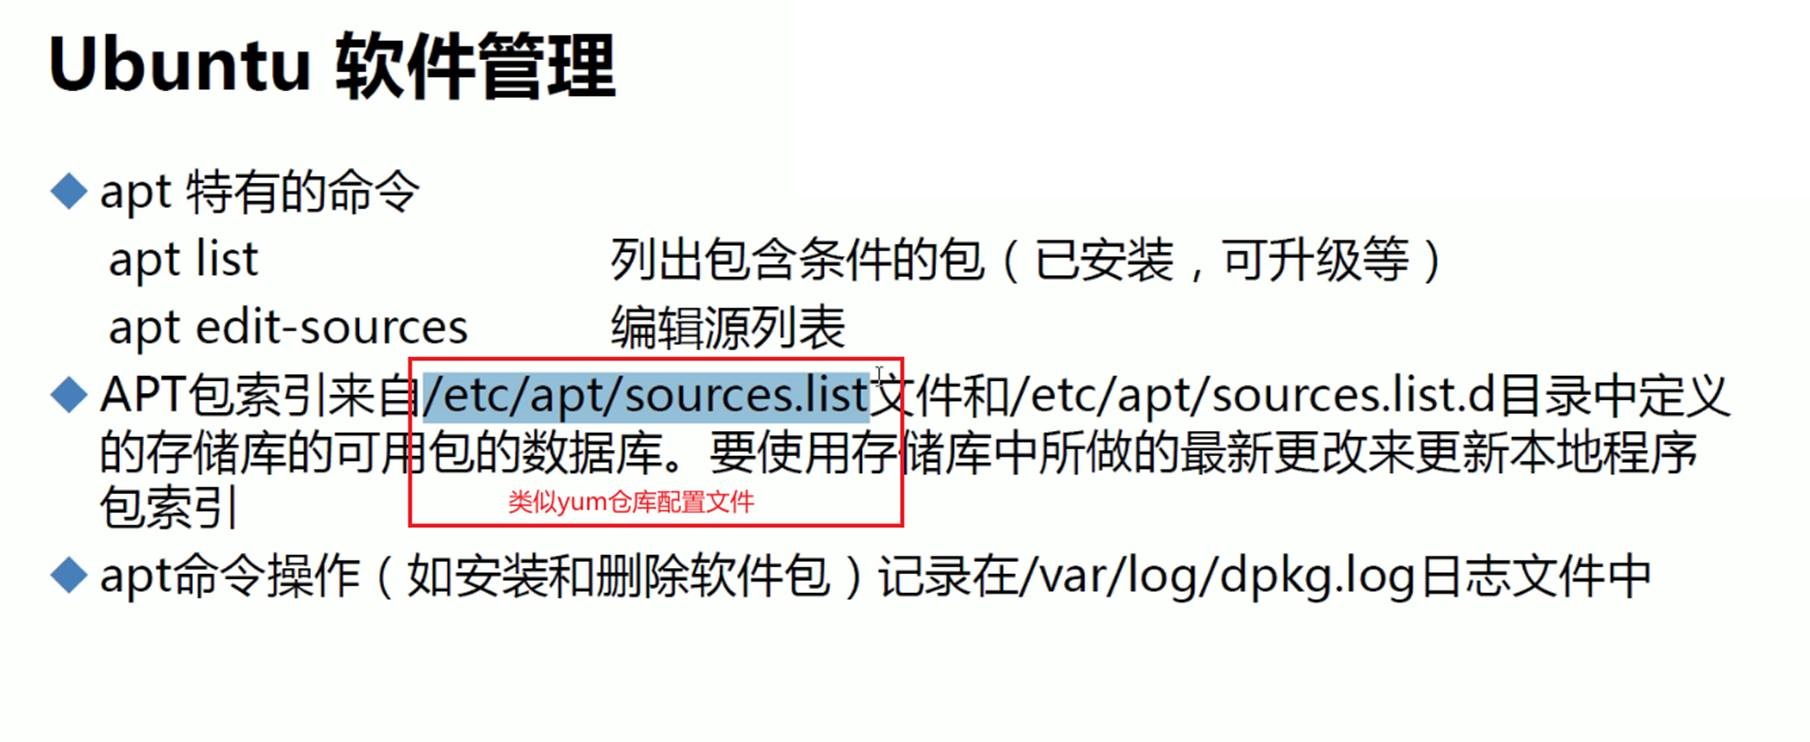 Ubuntu 软件管理
apt 特有的命令
apt list 列出包含条件的包（已安装，可升级等）
apt edit-sources 编辑源列表
APT包索引来自/etc/apt/sources.list文件和/etc/apt/sources.list.d目录中定义
的存储库的可用包的数据库。要使用存储库中所做的最新更改来更新本地程序
包索引
类似yum仓库配置文件
apt命令操作（如安装和删除软件包）记录在/var/log/dpkg.log日志文件中